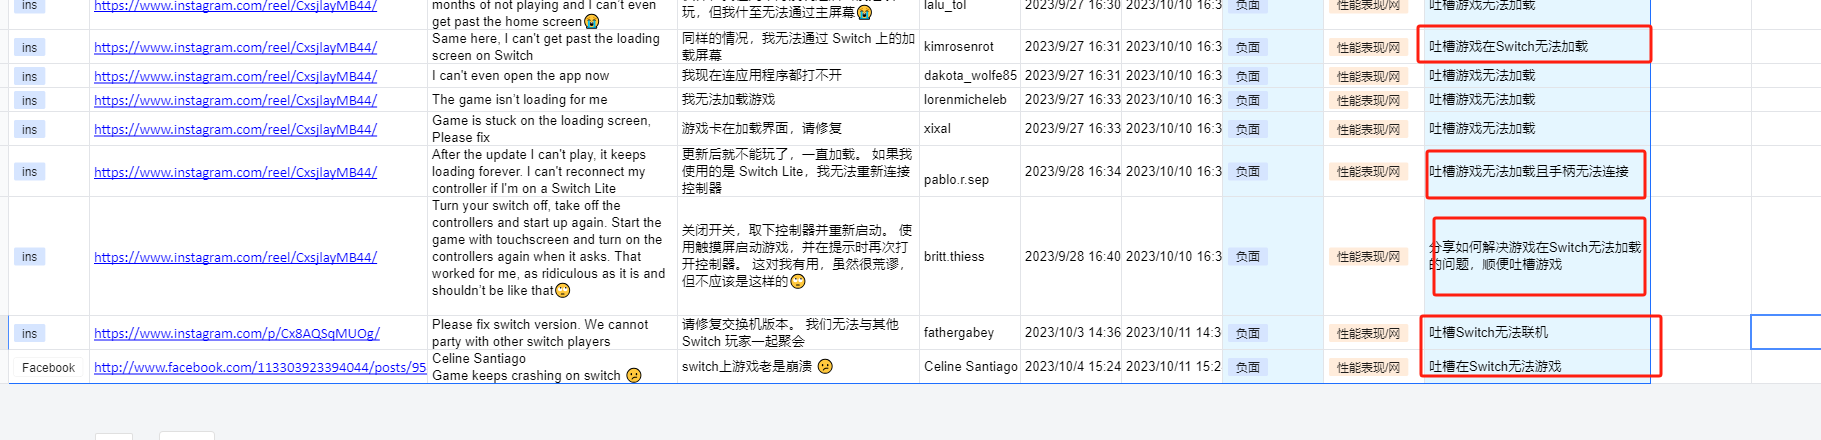 ins https://www.instagram.com/reel/CxsjlayMB44/ months of not playing and I can't even 玩，但我什至无法通过主屏幕😭 lalu_tol 2023/9/27 16:30 2023/10/10 16:3 负面 性能表现/网 吐槽游戏无法加载
get past the home screen😭
ins https://www.instagram.com/reel/CxsjlayMB44/ Same here, I can't get past the loading 同样的情况，我无法通过 Switch 上的加 kimrosenrot 2023/9/27 16:31 2023/10/10 16:3 负面 性能表现/网 吐槽游戏在Switch无法加载
screen on Switch 载屏幕
ins https://www.instagram.com/reel/CxsjlayMB44/ I can't even open the app now 我现在连应用程序都打不开 dakota_wolfe85 2023/9/27 16:31 2023/10/10 16:3 负面 性能表现/网 吐槽游戏无法加载
ins https://www.instagram.com/reel/CxsjlayMB44/ The game isn't loading for me 我无法加载游戏 lorenmicheleb 2023/9/27 16:33 2023/10/10 16:3 负面 性能表现/网 吐槽游戏无法加载
ins https://www.instagram.com/reel/CxsjlayMB44/ Game is stuck on the loading screen, 游戏卡在加载界面，请修复 xixal 2023/9/27 16:33 2023/10/10 16:3 负面 性能表现/网 吐槽游戏无法加载
Please fix
ins https://www.instagram.com/reel/CxsjlayMB44/ After the update I can't play, it keeps 更新后就不能玩了，一直加载。 如果我 pablo.r.sep 2023/9/28 16:34 2023/10/10 16:3 负面 性能表现/网 吐槽游戏无法加载且手柄无法连接
loading forever. I can't reconnect my 使用的是 Switch Lite，我无法重新连接
controller if I'm on a Switch Lite 控制器
ins https://www.instagram.com/reel/CxsjlayMB44/ Turn your switch off, take off the 关闭开关，取下控制器并重新启动。 使 britt.thiess 2023/9/28 16:40 2023/10/10 16:3 负面 性能表现/网 分享如何解决游戏在Switch无法加载
controllers and start up again. Start the 用触摸屏启动游戏，并在提示时再次打 的问题，顺便吐槽游戏
game with touchscreen and turn on the 开控制器。 这对我有用，虽然很荒谬，
controllers again when it asks. That 但不应该是这样的🙄
worked for me, as ridiculous as it is and
shouldn't be like that🙄
ins https://www.instagram.com/p/Cx8AQSqMUOg/ Please fix switch version. We cannot 请修复交换机版本。 我们无法与其他 fathergabey 2023/10/3 14:36 2023/10/11 14:3 负面 性能表现/网 吐槽Switch无法联机
party with other switch players Switch 玩家一起聚会
Facebook http://www.facebook.com/113303923394044/posts/95 Celine Santiago switch上游戏老是崩溃 😕 Celine Santiago 2023/10/4 15:24 2023/10/11 15:2 负面 性能表现/网 吐槽在Switch无法游戏
Game keeps crashing on switch 😕